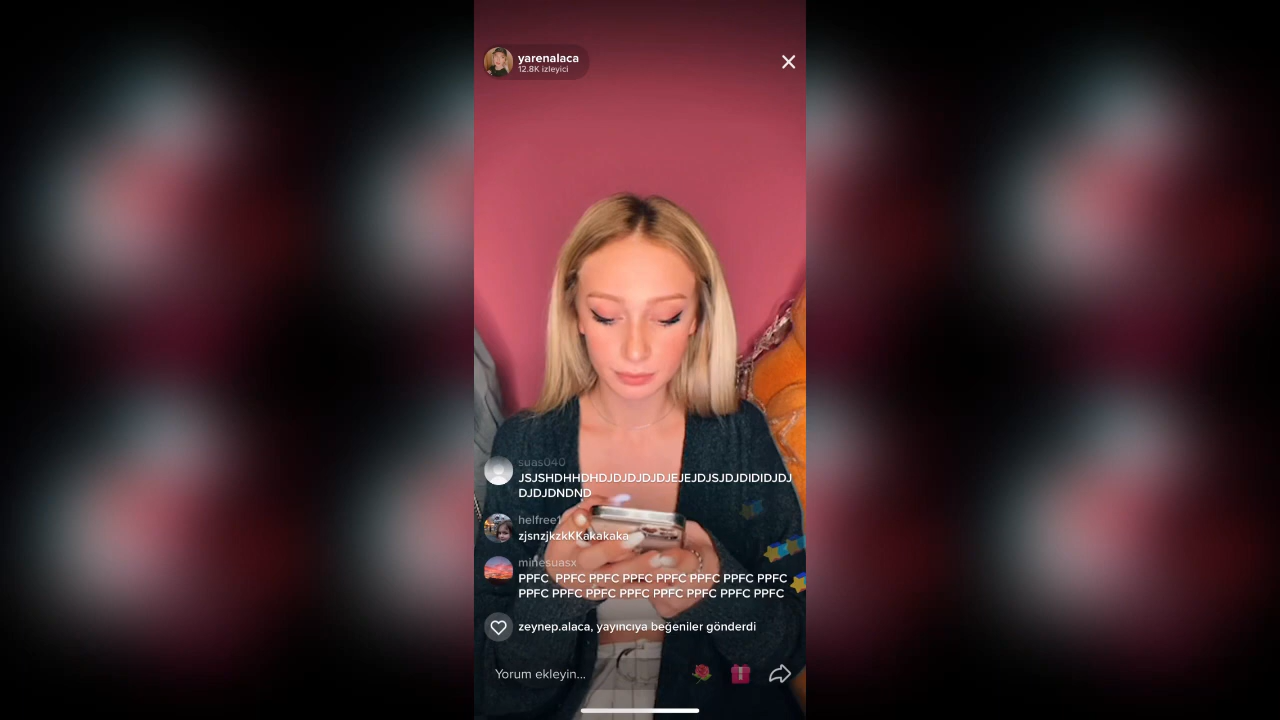 yarenalaca
12.8K izleyici
suas040
JSJSHDHHDHDJDJDJDJDJEJEJDJSJDJDIDIDJDJ
DJDJDNDND
helfree1
zjsnzjkzkKKakakaka
minesuasx
PPFC PPFC PPFC PPFC PPFC PPFC PPFC PPFC
PPFC PPFC PPFC PPFC PPFC PPFC PPFC PPFC
zeynep.alaca, yayıncıya beğeniler gönderdi
Yorum ekleyin...